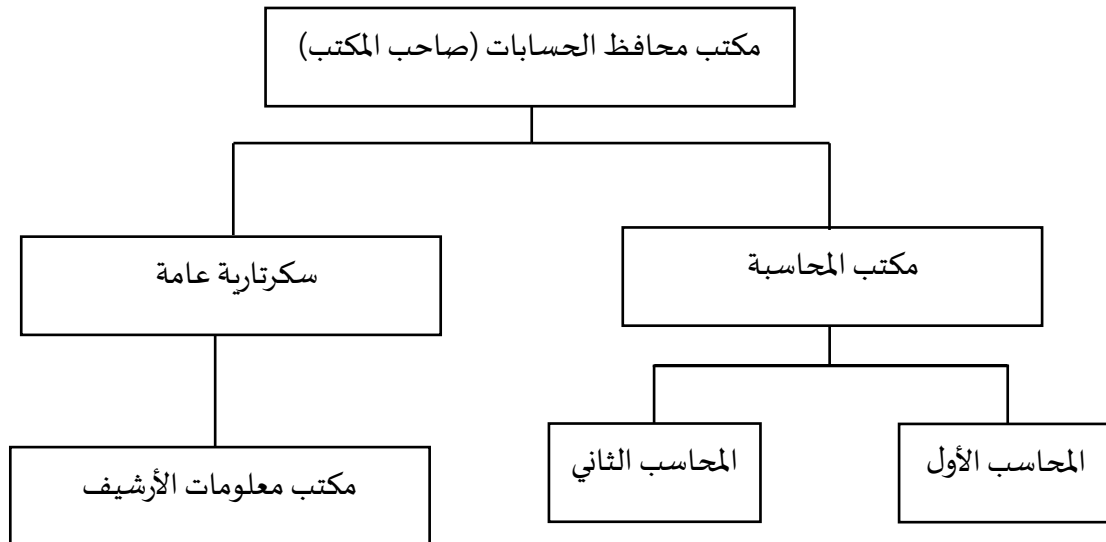 مكتب محافظ الحسابات (صاحب المكتب)
مكتب المحاسبة
سكرتارية عامة
المحاسب الأول
المحاسب الثاني
مكتب معلومات الأرشيف